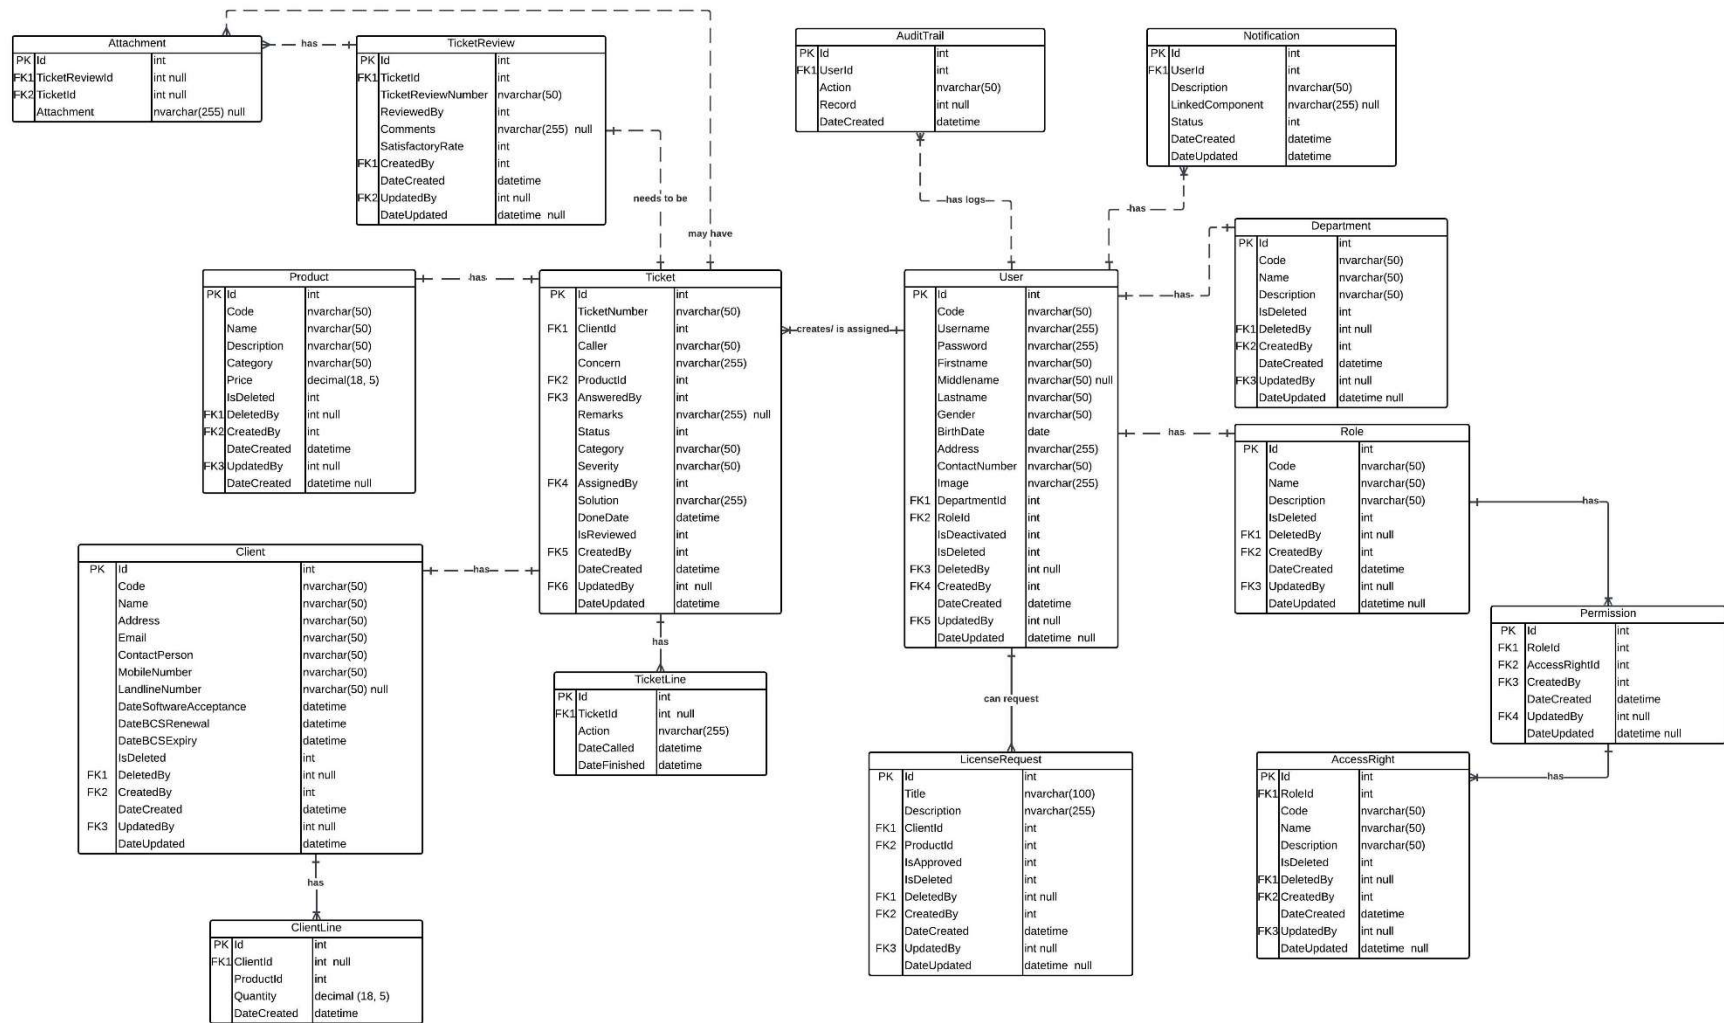 Attachment
PK Id int
FK1 TicketReviewId int null
FK2 TicketId int null
Attachment nvarchar(255) null
has
TicketReview
PK Id int
FK1 TicketId int
TicketReviewNumber nvarchar(50)
ReviewedBy int
Comments nvarchar(255) null
SatisfactoryRate int
FK1 CreatedBy int
DateCreated datetime
FK2 UpdatedBy int null
DateUpdated datetime null
needs to be
may have
AuditTrail
PK Id int
FK1 UserId int
Action nvarchar(50)
Record int null
DateCreated datetime
has logs
Notification
PK Id int
FK1 UserId int
Description nvarchar(50)
LinkedComponent nvarchar(255) null
Status int
DateCreated datetime
DateUpdated datetime
has
Department
PK Id int
Code nvarchar(50)
Name nvarchar(50)
Description nvarchar(50)
IsDeleted int
FK1 DeletedBy int null
FK2 CreatedBy int
DateCreated datetime
FK3 UpdatedBy int null
DateUpdated datetime null
has
Product
PK Id int
Code nvarchar(50)
Name nvarchar(50)
Description nvarchar(50)
Category nvarchar(50)
Price decimal(18, 5)
IsDeleted int
FK1 DeletedBy int null
FK2 CreatedBy int
DateCreated datetime
FK3 UpdatedBy int null
DateCreated datetime null
has
Ticket
PK Id int
TicketNumber nvarchar(50)
FK1 ClientId int
Caller nvarchar(50)
Concern nvarchar(255)
FK2 ProductId int
FK3 AnsweredBy int
Remarks nvarchar(255) null
Status int
Category nvarchar(50)
Severity nvarchar(50)
FK4 AssignedBy int
Solution nvarchar(255)
DoneDate datetime
IsReviewed int
FK5 CreatedBy int
DateCreated datetime
FK6 UpdatedBy int null
DateUpdated datetime
creates/ is assigned
User
PK Id int
Code nvarchar(50)
Username nvarchar(255)
Password nvarchar(255)
Firstname nvarchar(50)
Middlename nvarchar(50) null
Lastname nvarchar(50)
Gender nvarchar(50)
BirthDate date
Address nvarchar(255)
ContactNumber nvarchar(50)
Image nvarchar(255)
FK1 DepartmentId int
FK2 RoleId int
IsDeactivated int
IsDeleted int
FK3 DeletedBy int null
FK4 CreatedBy int
DateCreated datetime
FK5 UpdatedBy int null
DateUpdated datetime null
has
Role
PK Id int
Code nvarchar(50)
Name nvarchar(50)
Description nvarchar(50)
IsDeleted int
FK1 DeletedBy int null
FK2 CreatedBy int
DateCreated datetime
FK3 UpdatedBy int null
DateUpdated datetime null
has
Permission
PK Id int
FK1 RoleId int
FK2 AccessRightId int
FK3 CreatedBy int
DateCreated datetime
FK4 UpdatedBy int null
DateUpdated datetime null
has
Client
PK Id int
Code nvarchar(50)
Name nvarchar(50)
Address nvarchar(50)
Email nvarchar(50)
ContactPerson nvarchar(50)
MobileNumber nvarchar(50)
LandlineNumber nvarchar(50) null
DateSoftwareAcceptance datetime
DateBCSRenewal datetime
DateBCSExpiry datetime
IsDeleted int
FK1 DeletedBy int null
FK2 CreatedBy int
DateCreated datetime
FK3 UpdatedBy int null
DateUpdated datetime
has
has
TicketLine
PK Id int
FK1 TicketId int null
Action nvarchar(255)
DateCalled datetime
DateFinished datetime
can request
LicenseRequest
PK Id int
Title nvarchar(100)
Description nvarchar(255)
FK1 ClientId int
FK2 ProductId int
IsApproved int
IsDeleted int
FK1 DeletedBy int null
FK2 CreatedBy int
DateCreated datetime
FK3 UpdatedBy int null
DateUpdated datetime null
AccessRight
PK Id int
FK1 RoleId int
Code nvarchar(50)
Name nvarchar(50)
Description nvarchar(50)
IsDeleted int
FK1 DeletedBy int null
FK2 CreatedBy int
DateCreated datetime
FK3 UpdatedBy int null
DateUpdated datetime null
has
ClientLine
PK Id int
FK1 ClientId int null
ProductId int
Quantity decimal (18, 5)
DateCreated datetime